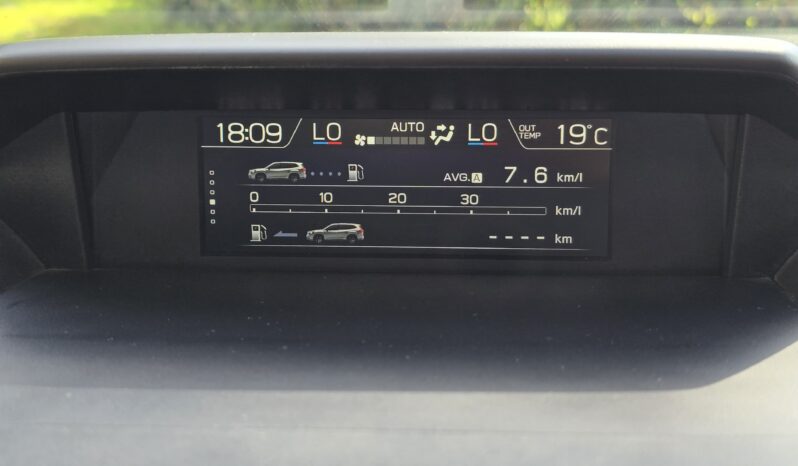 18:09 LO AUTO LO OUT TEMP 19°C
AVG. A 7.6 km/l
0 10 20 30
km/l
---- km